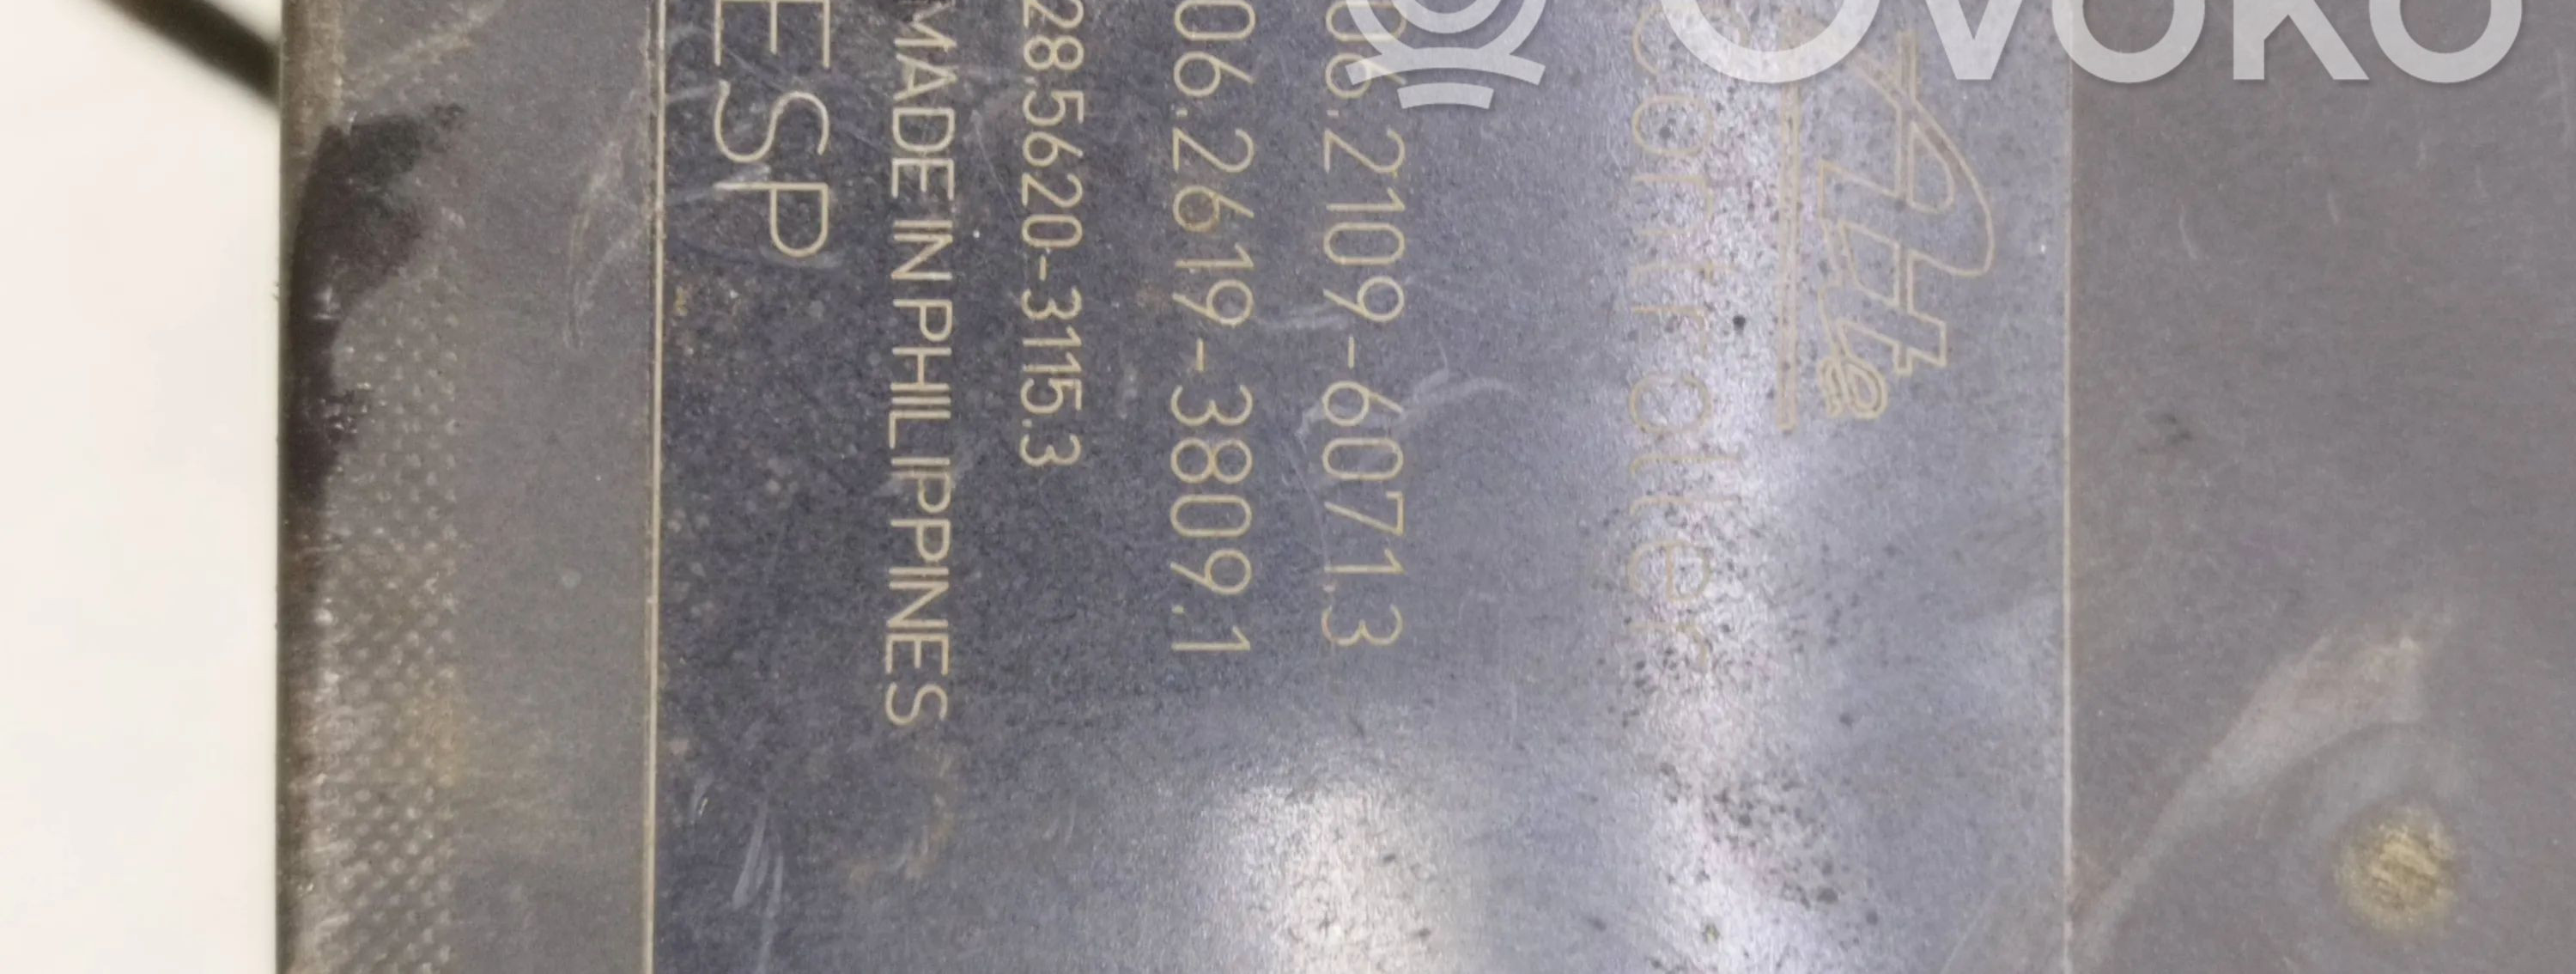 OVOKO
Ate
Controller
06.2109-6071.3
06.2619-3809.1
28.5620-3115.3
MADE IN PHILIPPINES
ESP